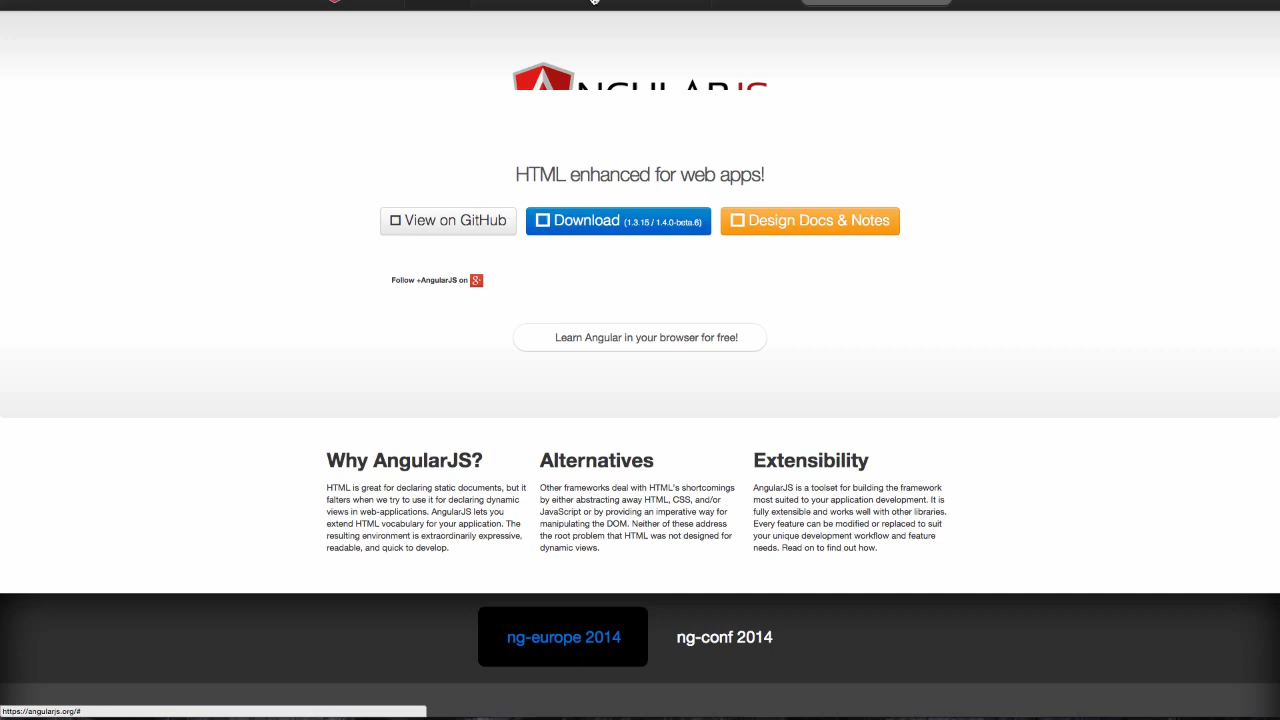 ANGULARJS
HTML enhanced for web apps!
View on GitHub
Download (1.3.15 / 1.4.0-beta.6)
Design Docs & Notes
Follow +AngularJS on g+
Learn Angular in your browser for free!
Why AngularJS?
HTML is great for declaring static documents, but it
falters when we try to use it for declaring dynamic
views in web-applications. AngularJS lets you
extend HTML vocabulary for your application. The
resulting environment is extraordinarily expressive,
readable, and quick to develop.
Alternatives
Other frameworks deal with HTML's shortcomings
by either abstracting away HTML, CSS, and/or
JavaScript or by providing an imperative way for
manipulating the DOM. Neither of these address
the root problem that HTML was not designed for
dynamic views.
Extensibility
AngularJS is a toolset for building the framework
most suited to your application development. It is
fully extensible and works well with other libraries.
Every feature can be modified or replaced to suit
your unique development workflow and feature
needs. Read on to find out how.
ng-europe 2014
ng-conf 2014
https://angularjs.org/#